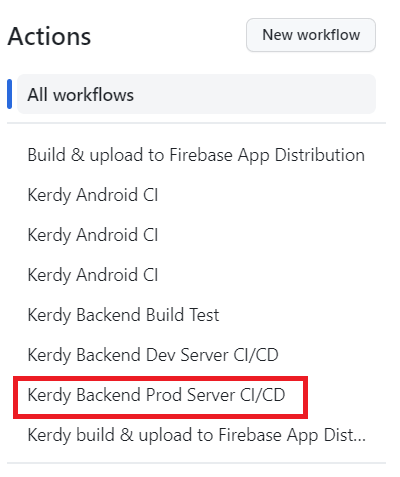 Actions
New workflow
All workflows
Build & upload to Firebase App Distribution
Kerdy Android CI
Kerdy Android CI
Kerdy Android CI
Kerdy Backend Build Test
Kerdy Backend Dev Server CI/CD
Kerdy Backend Prod Server CI/CD
Kerdy build & upload to Firebase App Dist...